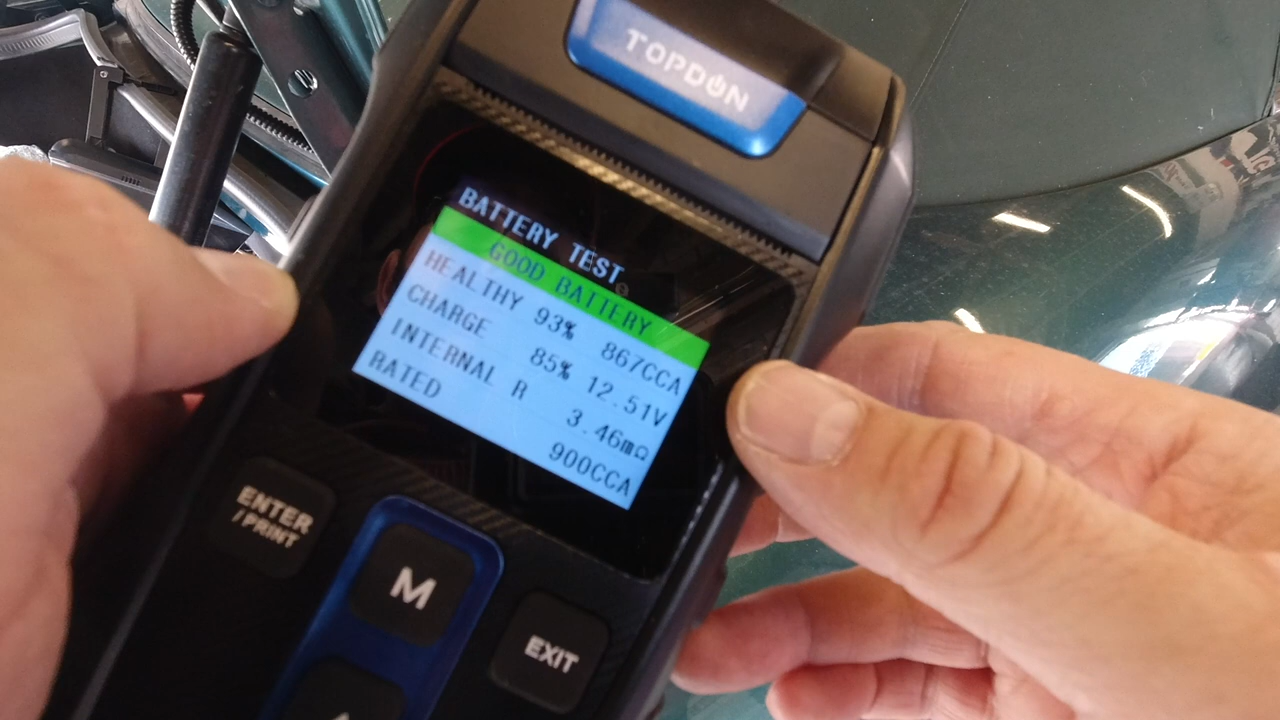 TOPDON
BATTERY TEST
GOOD BATTERY
HEALTHY 93% 867CCA
CHARGE 85% 12.51V
INTERNAL R 3.46mΩ
RATED 900CCA
ENTER
/PRINT
M
EXIT